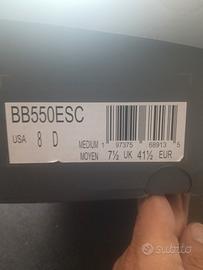 BB550ESC
USA 8 D
MEDIUM 1 97375 68913 5
MOYEN 7½ UK 41½ EUR
subito